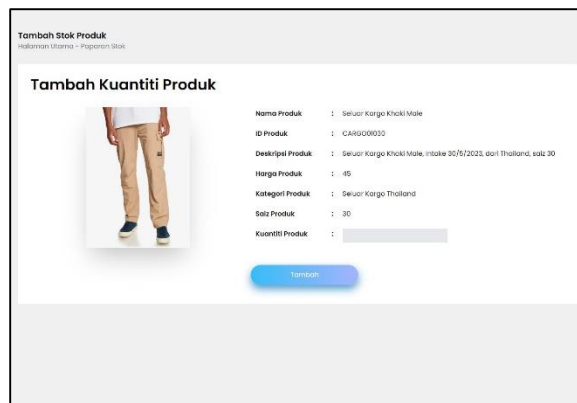 Tambah Stok Produk
Halaman Utama - Paparan Stok
Tambah Kuantiti Produk
Nama Produk : Seluar Kargo Khaki Male
ID Produk : CARGO01030
Deskripsi Produk : Seluar Kargo Khaki Male, Intake 30/5/2023, dari Thailand, saiz 30
Harga Produk : 45
Kategori Produk : Seluar Kargo Thailand
Saiz Produk : 30
Kuantiti Produk :
Tambah